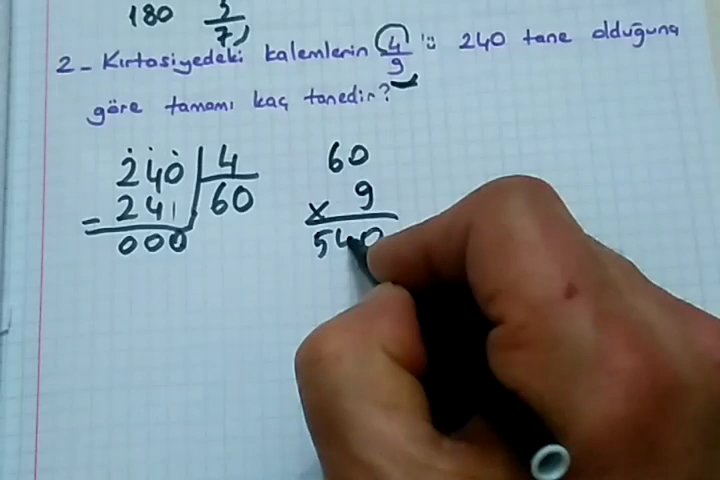 180 3/7
2- Kırtasiyedeki kalemlerin 4/9 'ü 240 tane olduğuna
göre tamamı kaç tanedir?
240 | 4
- 24 | 60
000
60
x 9
540